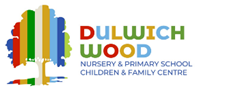 DULWICH
WOOD
NURSERY & PRIMARY SCHOOL
CHILDREN & FAMILY CENTRE